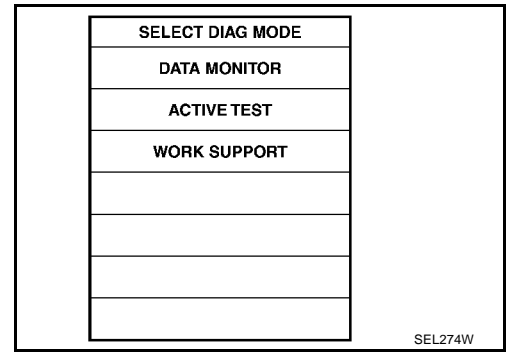 SELECT DIAG MODE
DATA MONITOR
ACTIVE TEST
WORK SUPPORT
SEL274W